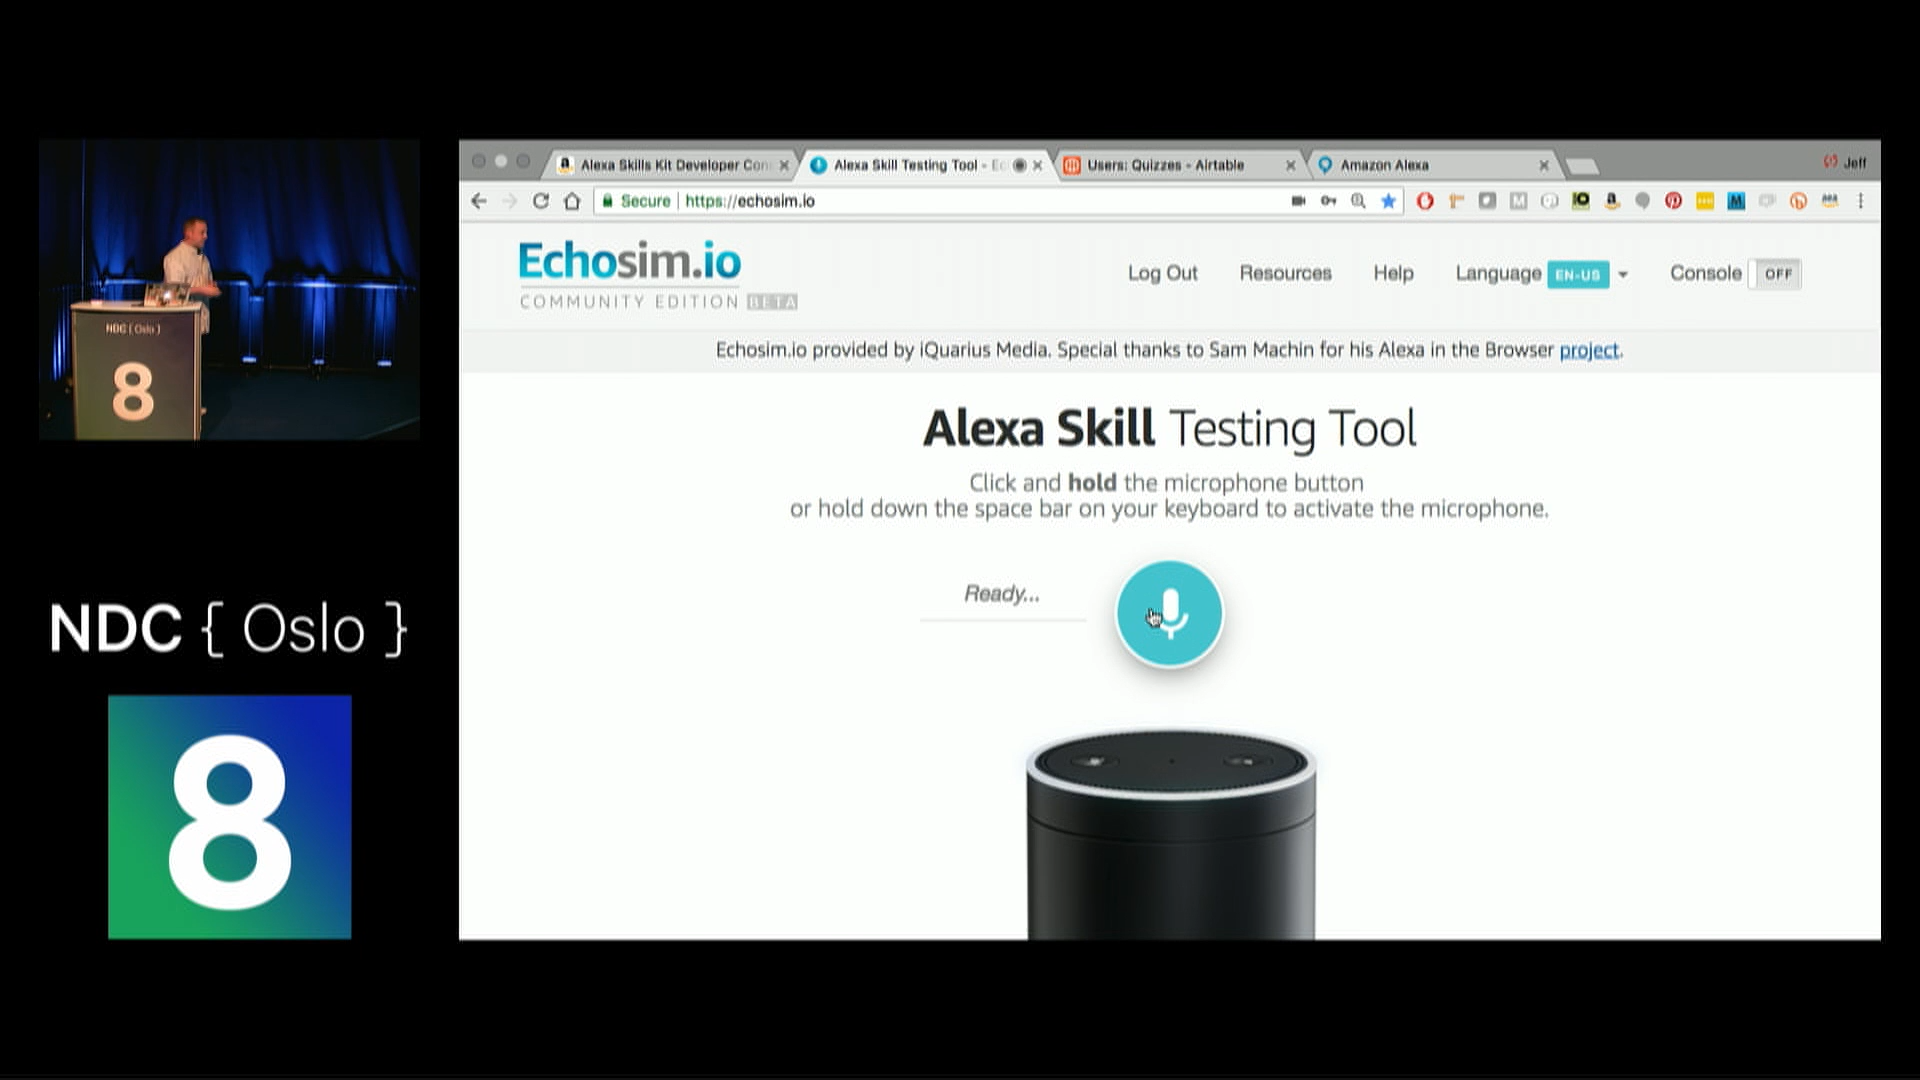 NDC { Oslo }
8
NDC { Oslo }
8
Alexa Skills Kit Developer Con
Alexa Skill Testing Tool - Ec
Users: Quizzes - Airtable
Amazon Alexa
Jeff
Secure
https://echosim.io
Echosim.io
COMMUNITY EDITION BETA
Log Out
Resources
Help
Language EN-US
Console OFF
Echosim.io provided by iQuarius Media. Special thanks to Sam Machin for his Alexa in the Browser project.
Alexa Skill Testing Tool
Click and hold the microphone button
or hold down the space bar on your keyboard to activate the microphone.
Ready...